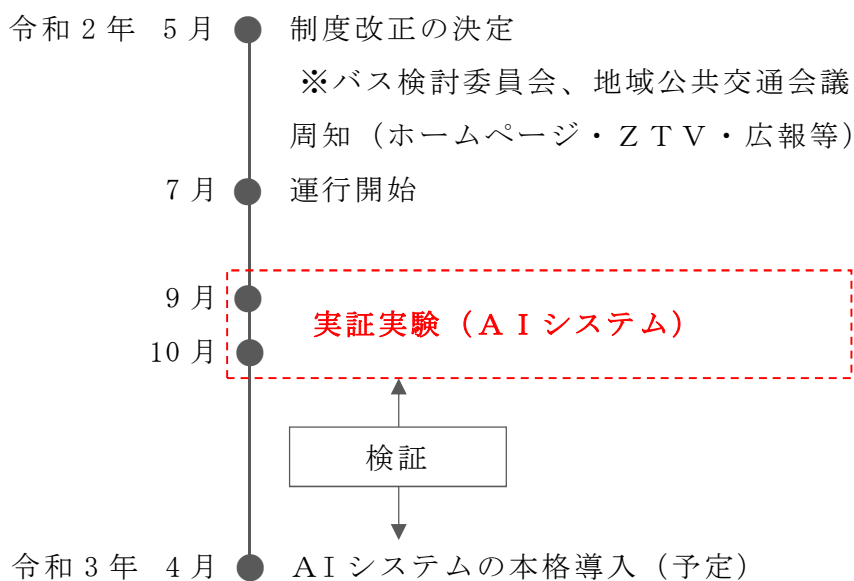 令和２年 ５月 制度改正の決定
※バス検討委員会、地域公共交通会議
周知（ホームページ・ＺＴＶ・広報等）
７月 運行開始
９月
実証実験（ＡＩシステム）
10月
検証
令和３年 ４月 AIシステムの本格導入（予定）